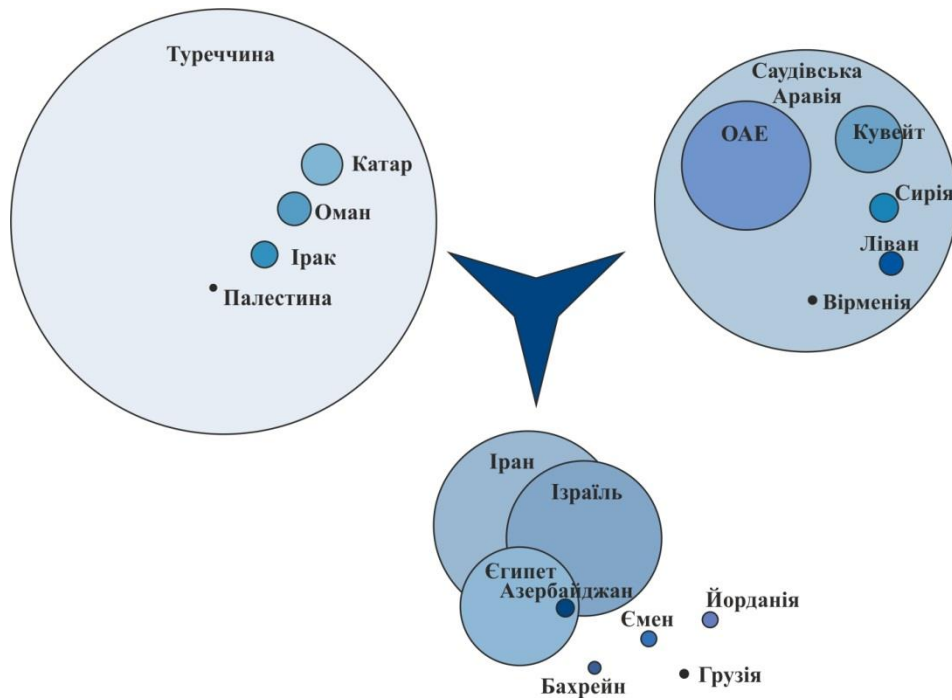 Туреччина
Катар
Оман
Ірак
Палестина
Саудівська
Аравія
ОАЕ
Кувейт
Сирія
Ліван
Вірменія
Іран
Ізраїль
Єгипет
Азербайджан
Йорданія
Ємен
Грузія
Бахрейн